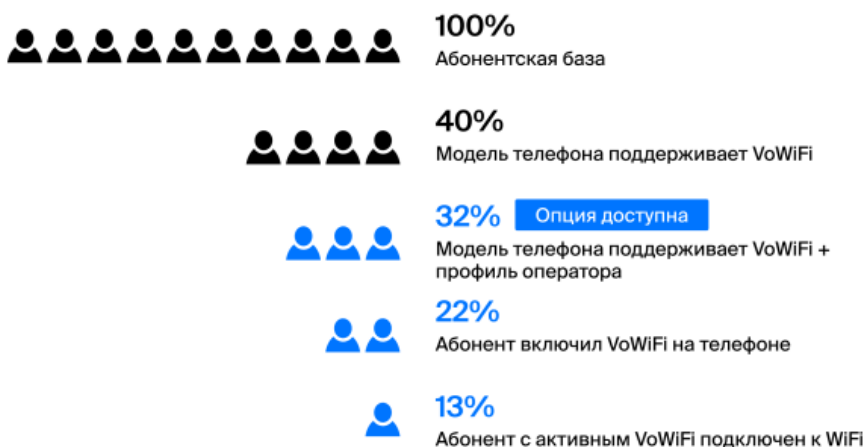 100%
Абонентская база
40%
Модель телефона поддерживает VoWiFi
32% Опция доступна
Модель телефона поддерживает VoWiFi +
профиль оператора
22%
Абонент включил VoWiFi на телефоне
13%
Абонент с активным VoWiFi подключен к WiFi